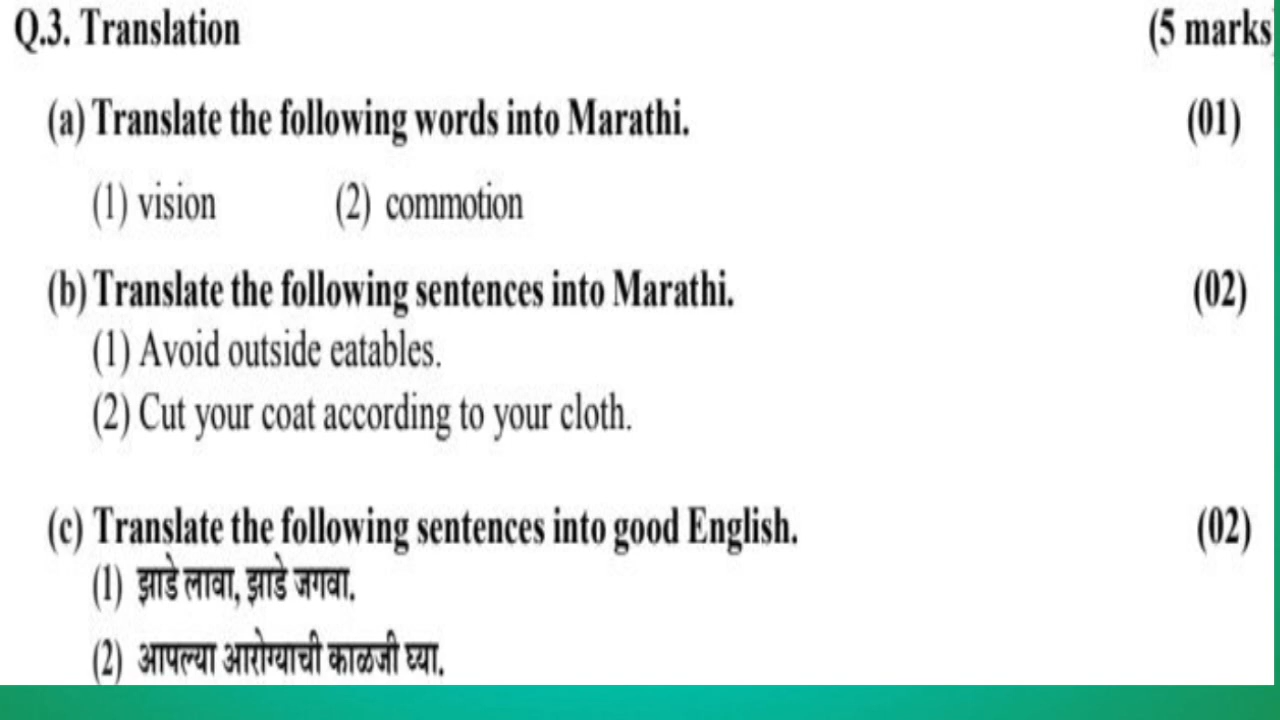 Q.3. Translation (5 marks)
(a) Translate the following words into Marathi. (01)
(1) vision (2) commotion
(b) Translate the following sentences into Marathi. (02)
(1) Avoid outside eatables.
(2) Cut your coat according to your cloth.
(c) Translate the following sentences into good English. (02)
(1) झाडे लावा, झाडे जगवा.
(2) आपल्या आरोग्याची काळजी घ्या.